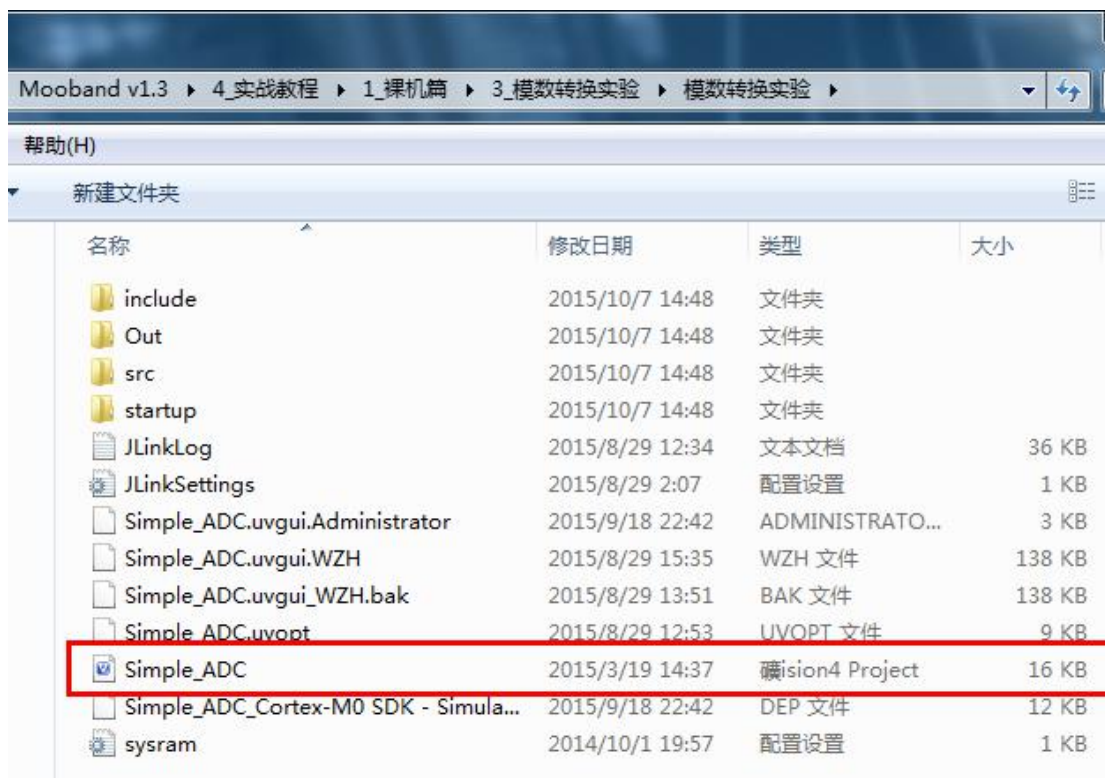 Mooband v1.3 ▸ 4_实战教程 ▸ 1_裸机篇 ▸ 3_模数转换实验 ▸ 模数转换实验 ▸
帮助(H)
新建文件夹
名称 修改日期 类型 大小
include 2015/10/7 14:48 文件夹
Out 2015/10/7 14:48 文件夹
src 2015/10/7 14:48 文件夹
startup 2015/10/7 14:48 文件夹
JLinkLog 2015/8/29 12:34 文本文档 36 KB
JLinkSettings 2015/8/29 2:07 配置设置 1 KB
Simple_ADC.uvgui.Administrator 2015/9/18 22:42 ADMINISTRATO... 3 KB
Simple_ADC.uvgui.WZH 2015/8/29 15:35 WZH 文件 138 KB
Simple_ADC.uvgui_WZH.bak 2015/8/29 13:51 BAK 文件 138 KB
Simple_ADC.uvopt 2015/8/29 12:53 UVOPT 文件 9 KB
Simple_ADC 2015/3/19 14:37 礦ision4 Project 16 KB
Simple_ADC_Cortex-M0 SDK - Simula... 2015/9/18 22:42 DEP 文件 12 KB
sysram 2014/10/1 19:57 配置设置 1 KB